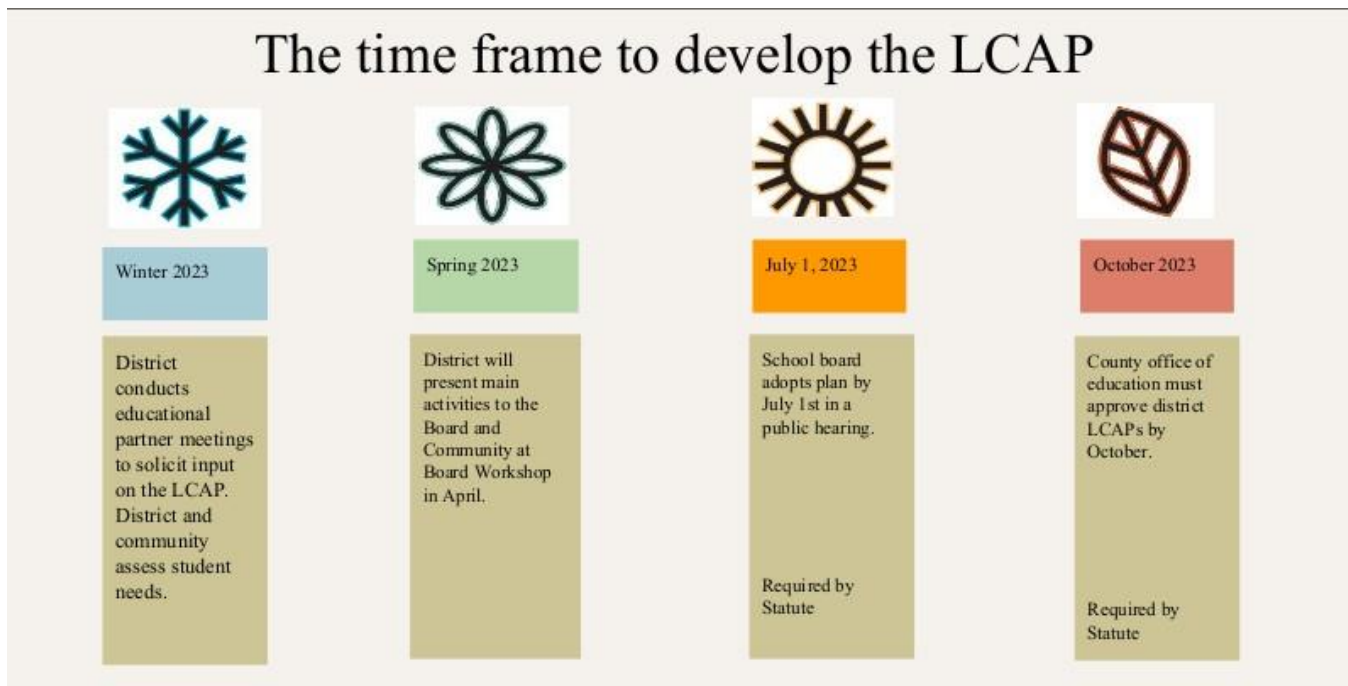 The time frame to develop the LCAP
Winter 2023
District
conducts
educational
partner meetings
to solicit input
on the LCAP.
District and
community
assess student
needs.
Spring 2023
District will
present main
activities to the
Board and
Community at
Board Workshop
in April.
July 1, 2023
School board
adopts plan by
July 1st in a
public hearing.
Required by
Statute
October 2023
County office of
education must
approve district
LCAPs by
October.
Required by
Statute